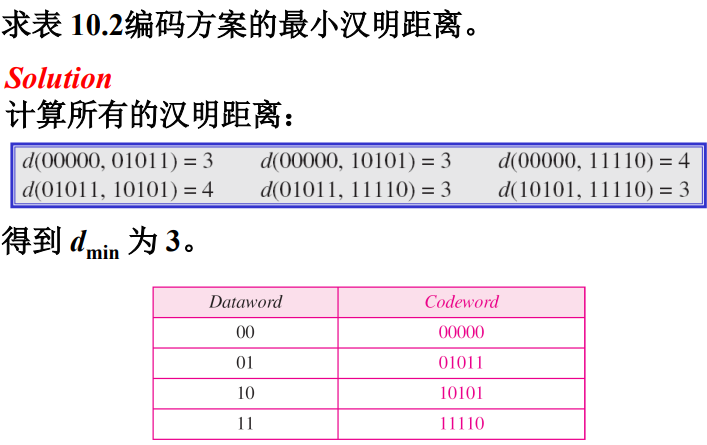 求表 10.2编码方案的最小汉明距离。
Solution
计算所有的汉明距离：
d(00000, 01011) = 3 d(00000, 10101) = 3 d(00000, 11110) = 4
d(01011, 10101) = 4 d(01011, 11110) = 3 d(10101, 11110) = 3
得到 dmin 为 3。
Dataword Codeword
00 00000
01 01011
10 10101
11 11110